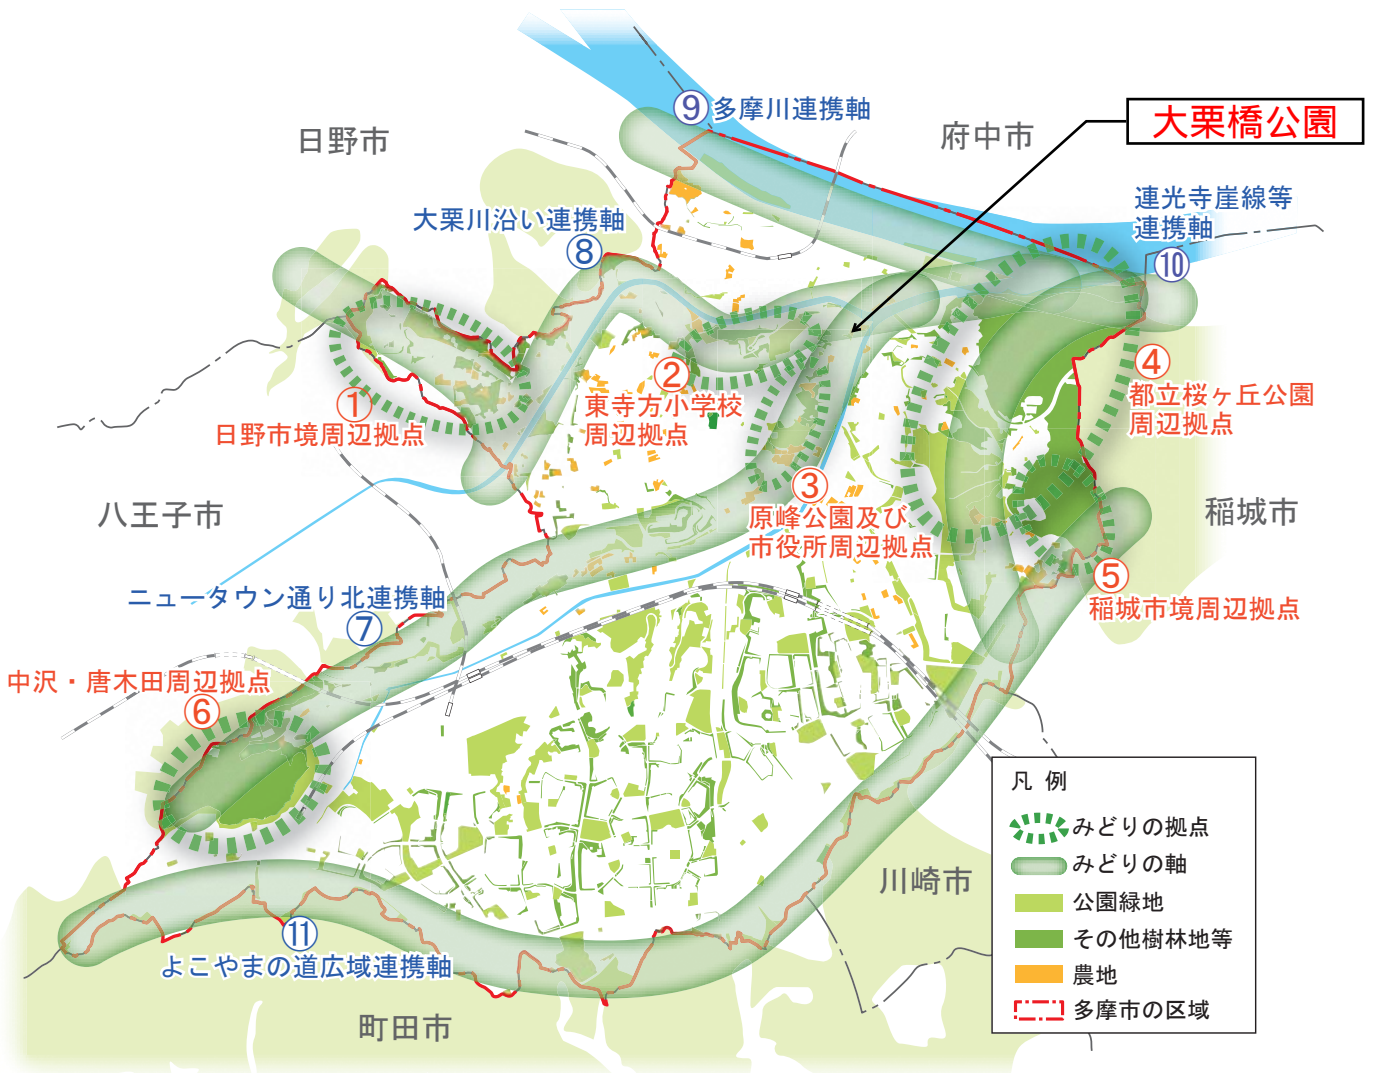 ⑨多摩川連携軸
大栗橋公園
日野市
府中市
連光寺崖線等
連携軸
⑩
大栗川沿い連携軸
⑧
④
都立桜ヶ丘公園
周辺拠点
②
東寺方小学校
周辺拠点
①
日野市境周辺拠点
③
原峰公園及び
市役所周辺拠点
八王子市
稲城市
⑤
稲城市境周辺拠点
ニュータウン通り北連携軸
⑦
中沢・唐木田周辺拠点
⑥
凡 例
みどりの拠点
みどりの軸
公園緑地
その他樹林地等
農地
多摩市の区域
川崎市
⑪
よこやまの道広域連携軸
町田市